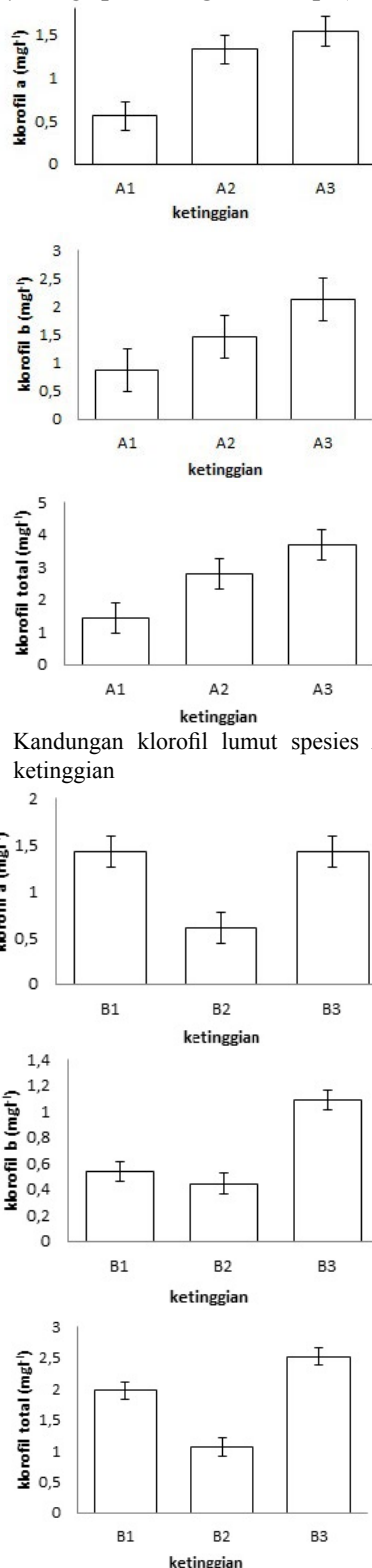 klorofil a (mgl⁻¹)
1,5
1
0,5
0
A1 A2 A3
ketinggian
klorofil b (mgl⁻¹)
3
2,5
2
1,5
1
0,5
0
A1 A2 A3
ketinggian
klorofil total (mgl⁻¹)
5
4
3
2
1
0
A1 A2 A3
ketinggian
Kandungan klorofil lumut spesies
ketinggian
klorofil a (mgl⁻¹)
2
1,5
1
0,5
0
B1 B2 B3
ketinggian
klorofil b (mgl⁻¹)
1,4
1,2
1
0,8
0,6
0,4
0,2
0
B1 B2 B3
ketinggian
klorofil total (mgl⁻¹)
3
2,5
2
1,5
1
0,5
0
B1 B2 B3
ketinggian